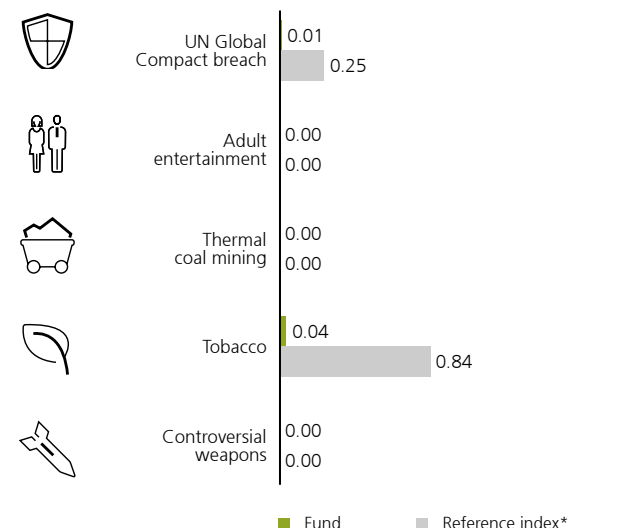 UN Global
Compact breach
0.01
0.25
Adult
entertainment
0.00
0.00
Thermal
coal mining
0.00
0.00
Tobacco
0.04
0.84
Controversial
weapons
0.00
0.00
Fund
Reference index*